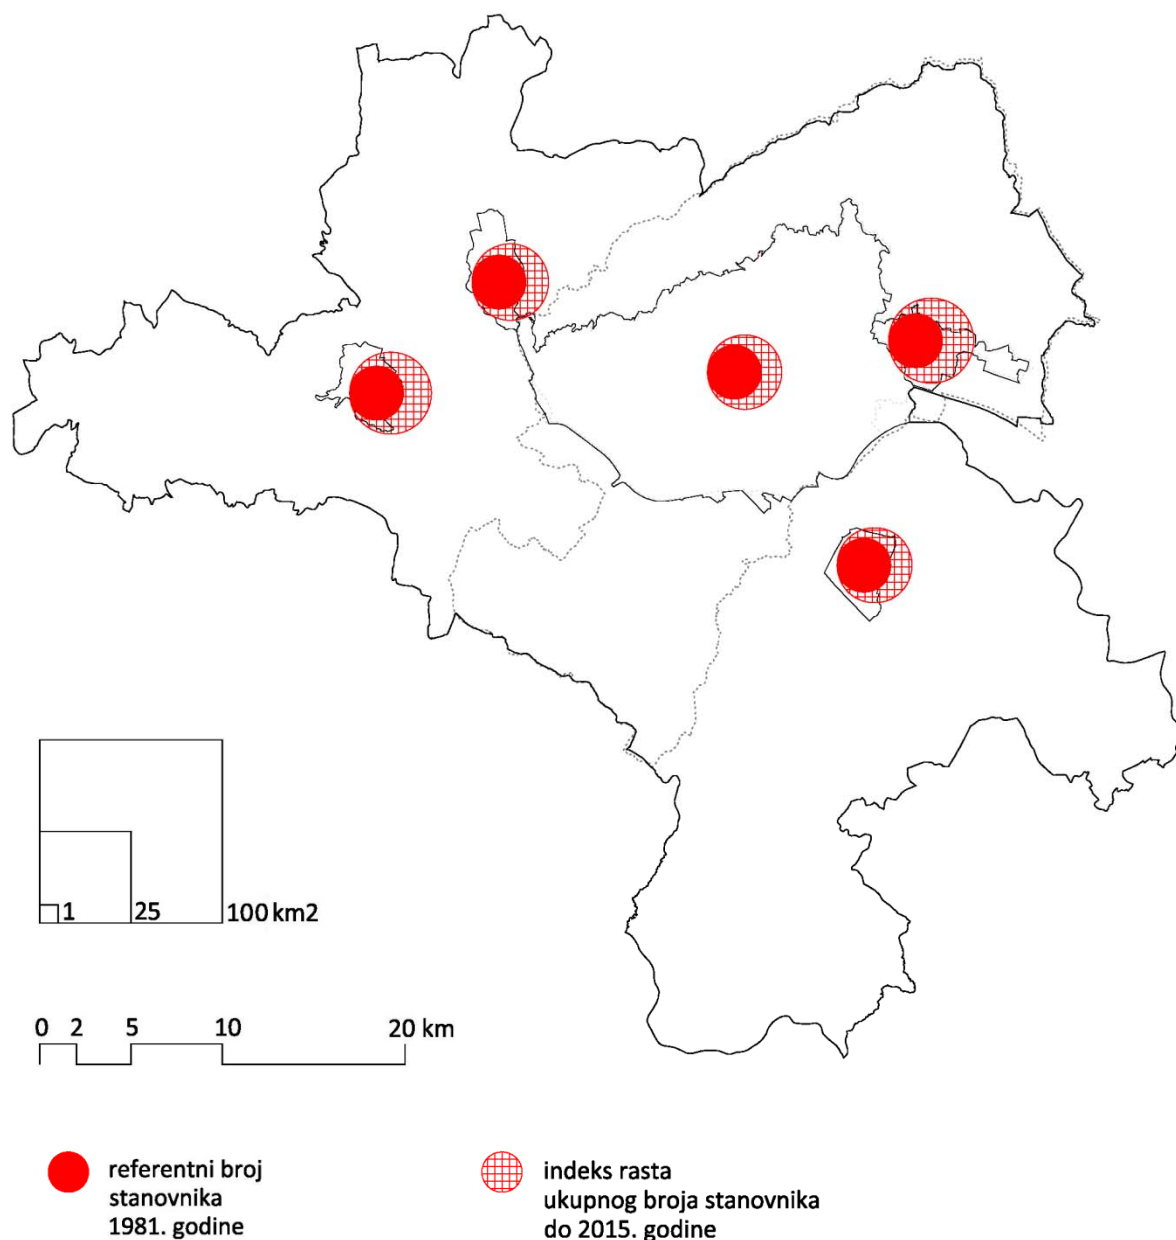 1 25 100 km2
0 2 5 10 20 km
referentni broj
stanovnika
1981. godine
indeks rasta
ukupnog broja stanovnika
do 2015. godine